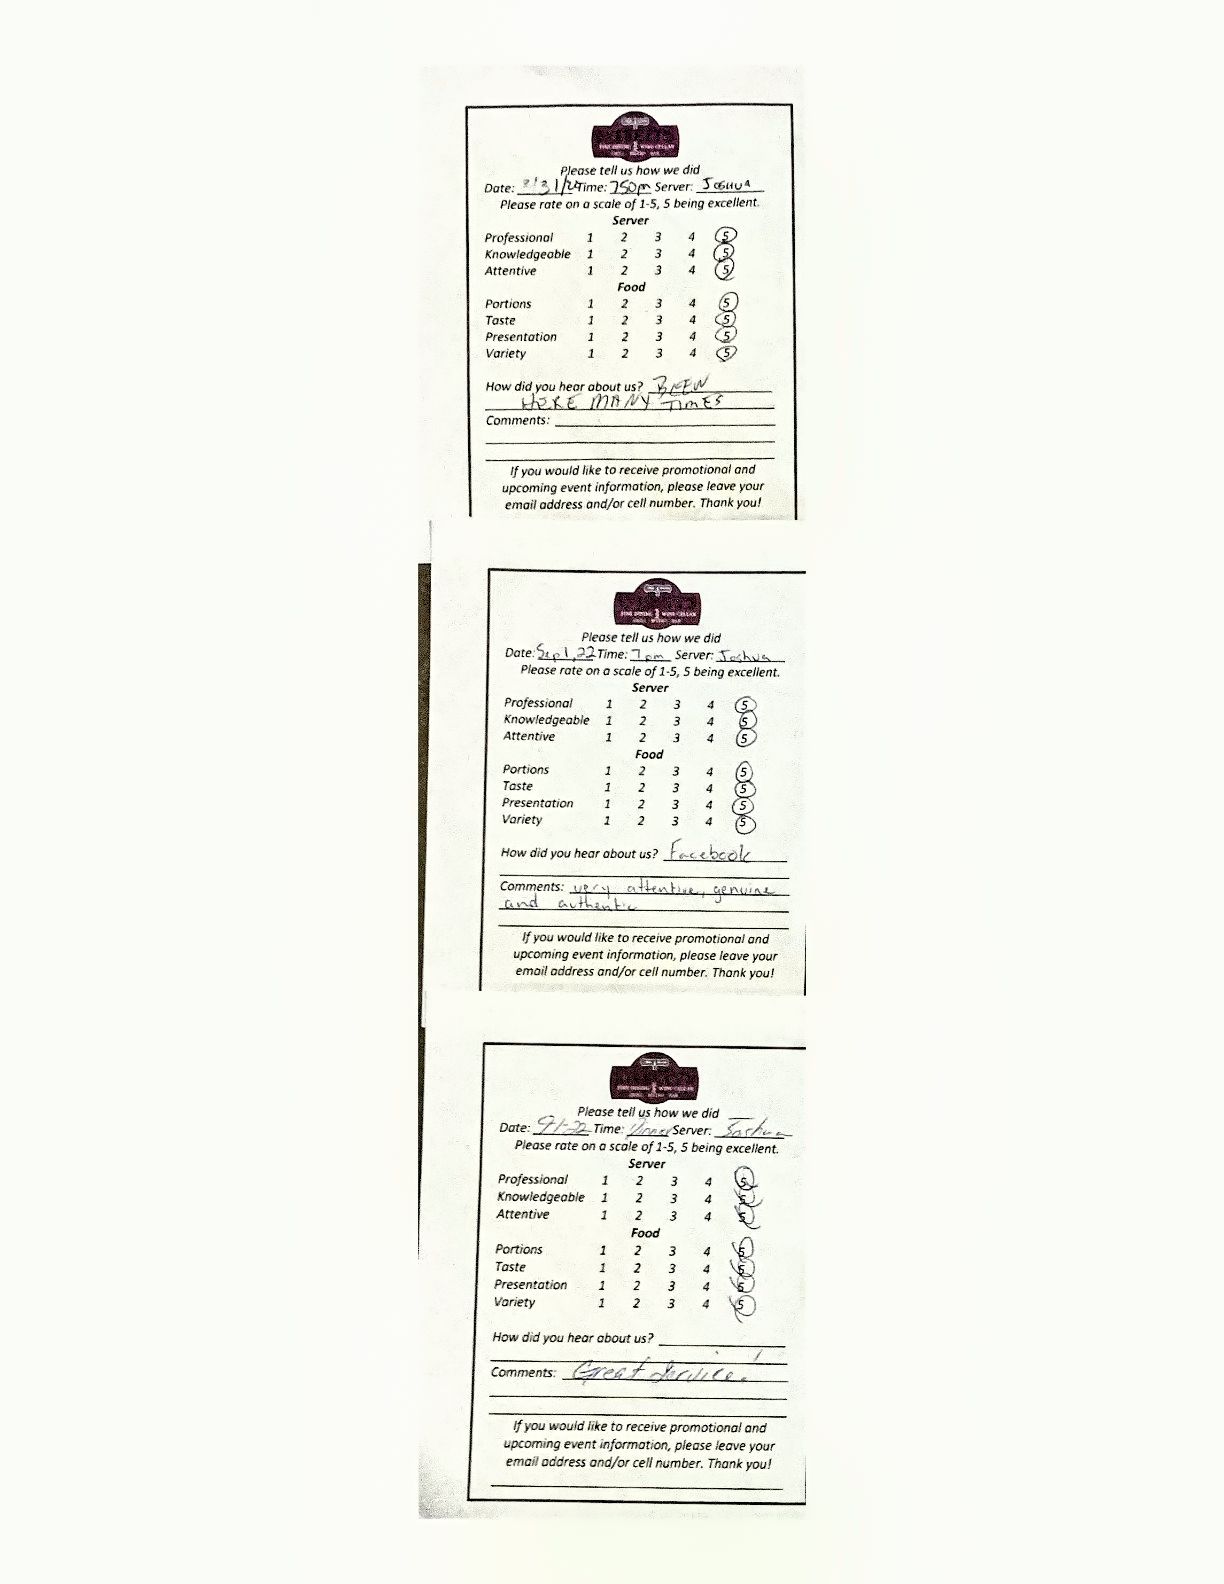 FINE DINING WINE CELLAR
GRILL BISTRO BAR
Please tell us how we did
Date: 8/31/22 Time: 750pm Server: JOSHUA
Please rate on a scale of 1-5, 5 being excellent.
Server
Professional 1 2 3 4 5
Knowledgeable 1 2 3 4 5
Attentive 1 2 3 4 5
Food
Portions 1 2 3 4 5
Taste 1 2 3 4 5
Presentation 1 2 3 4 5
Variety 1 2 3 4 5
How did you hear about us? BEEN
HERE MANY TIMES
Comments:
If you would like to receive promotional and
upcoming event information, please leave your
email address and/or cell number. Thank you!
FINE DINING WINE CELLAR
GRILL BISTRO BAR
Please tell us how we did
Date: Sep 1, 22 Time: 7pm Server: Joshua
Please rate on a scale of 1-5, 5 being excellent.
Server
Professional 1 2 3 4 5
Knowledgeable 1 2 3 4 5
Attentive 1 2 3 4 5
Food
Portions 1 2 3 4 5
Taste 1 2 3 4 5
Presentation 1 2 3 4 5
Variety 1 2 3 4 5
How did you hear about us? Facebook
Comments: very attentive, genuine
and authentic
If you would like to receive promotional and
upcoming event information, please leave your
email address and/or cell number. Thank you!
FINE DINING WINE CELLAR
GRILL BISTRO BAR
Please tell us how we did
Date: 9-1-22 Time: Dinner Server: Joshua
Please rate on a scale of 1-5, 5 being excellent.
Server
Professional 1 2 3 4 5
Knowledgeable 1 2 3 4 5
Attentive 1 2 3 4 5
Food
Portions 1 2 3 4 5
Taste 1 2 3 4 5
Presentation 1 2 3 4 5
Variety 1 2 3 4 5
How did you hear about us?
Comments: Great Service!
If you would like to receive promotional and
upcoming event information, please leave your
email address and/or cell number. Thank you!